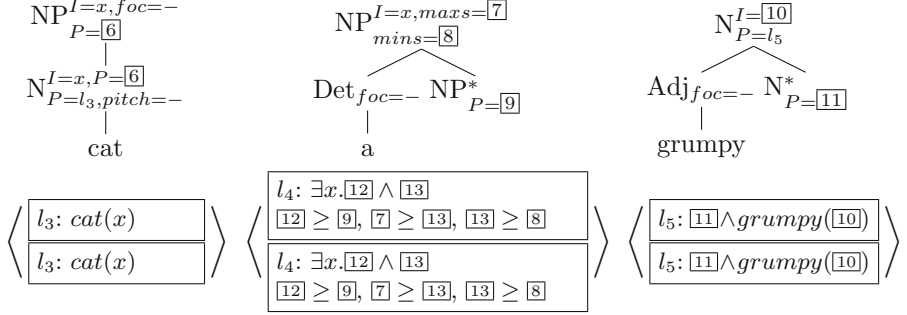 NP^{I=x,foc=−}_{P=[6]} NP^{I=x,maxs=[7]}_{mins=[8]} N^{I=[10]}_{P=l₅}
N^{I=x,P=[6]}_{P=l₃,pitch=−} Det_{foc=−} NP^*_{P=[9]} Adj_{foc=−} N^*_{P=[11]}
cat a grumpy
⟨ l₃: cat(x) ⟩ ⟨ l₄: ∃x.[12] ∧ [13] ⟩ ⟨ l₅: [11]∧grumpy([10]) ⟩
[12] ≥ [9], [7] ≥ [13], [13] ≥ [8]
l₃: cat(x) l₄: ∃x.[12] ∧ [13] l₅: [11]∧grumpy([10])
[12] ≥ [9], [7] ≥ [13], [13] ≥ [8]